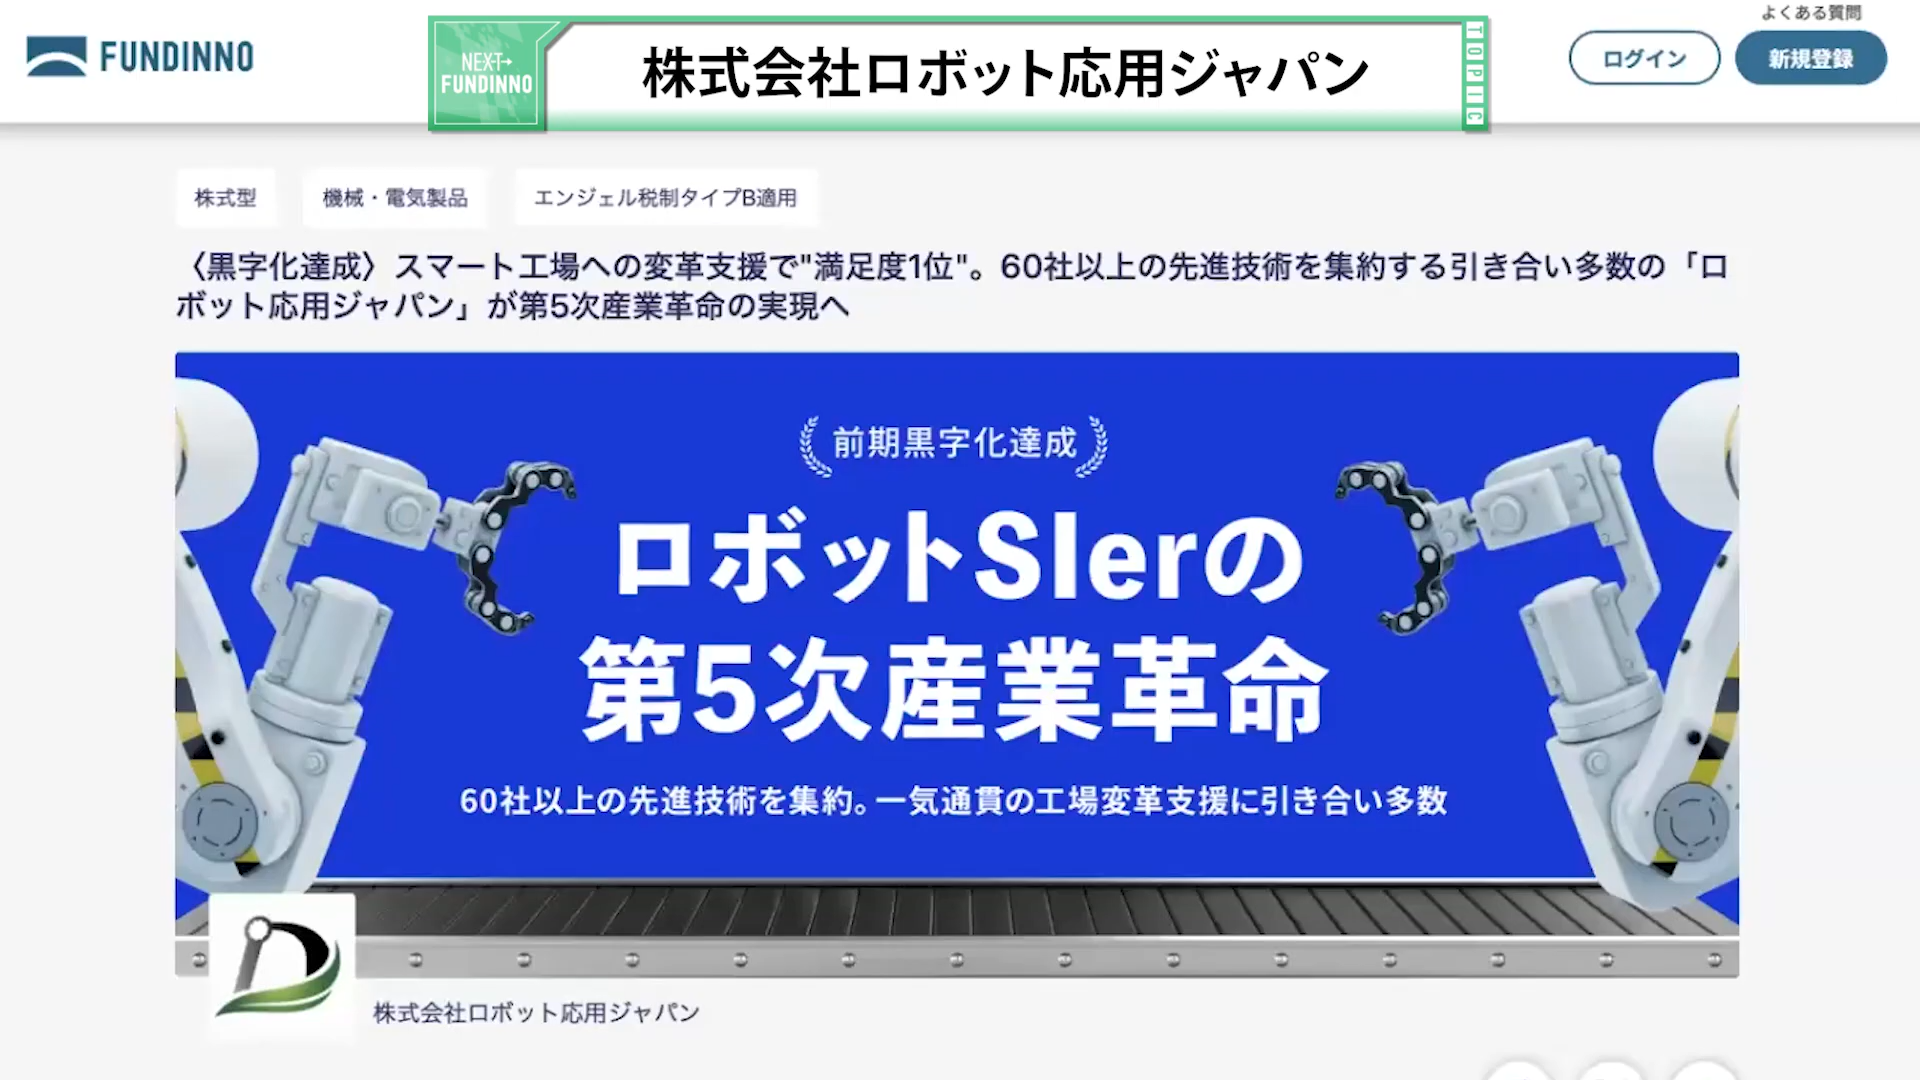 よくある質問
FUNDINNO
NEXT→
FUNDINNO
株式会社ロボット応用ジャパン
TOPIC
ログイン
新規登録
株式型
機械・電気製品
エンジェル税制タイプB適用
〈黒字化達成〉スマート工場への変革支援で"満足度1位"。60社以上の先進技術を集約する引き合い多数の「ロ
ボット応用ジャパン」が第5次産業革命の実現へ
前期黒字化達成
ロボットSIerの
第5次産業革命
60社以上の先進技術を集約。一気通貫の工場変革支援に引き合い多数
株式会社ロボット応用ジャパン